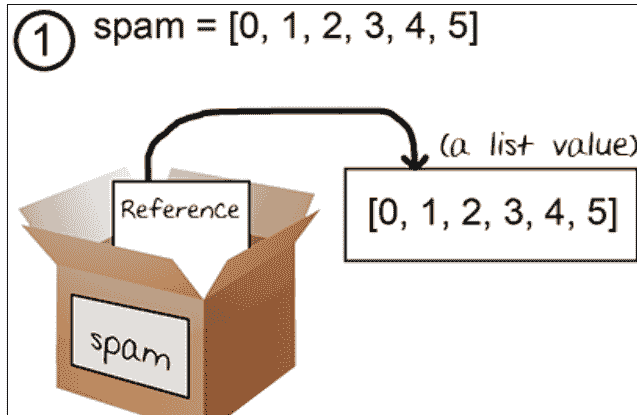 ① spam = [0, 1, 2, 3, 4, 5]
(a list value)
Reference
[0, 1, 2, 3, 4, 5]
spam